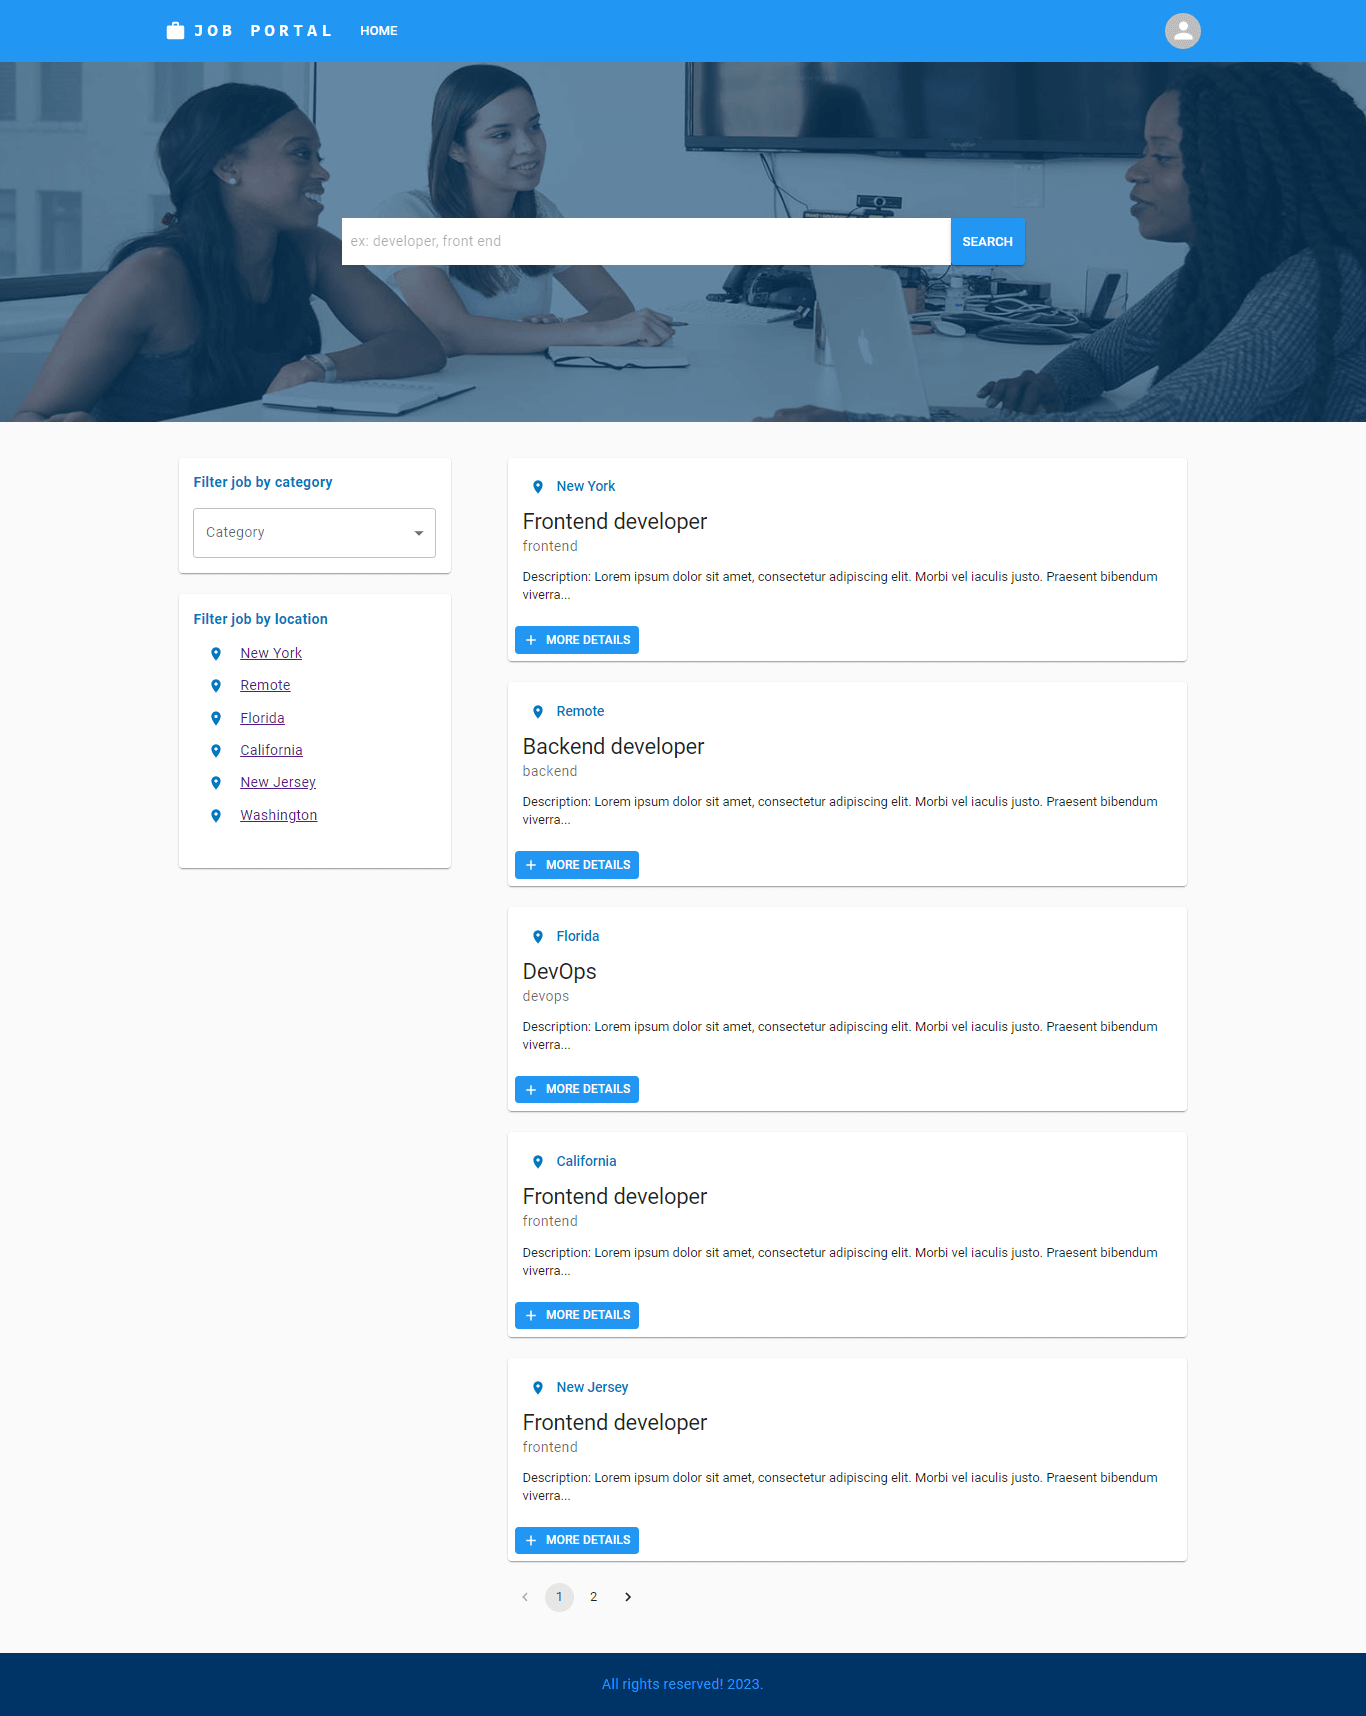 JOB PORTAL HOME
ex: developer, front end SEARCH
Filter job by category
Category
Filter job by location
New York
Remote
Florida
California
New Jersey
Washington
New York
Frontend developer
frontend
Description: Lorem ipsum dolor sit amet, consectetur adipiscing elit. Morbi vel iaculis justo. Praesent bibendum
viverra...
MORE DETAILS
Remote
Backend developer
backend
Description: Lorem ipsum dolor sit amet, consectetur adipiscing elit. Morbi vel iaculis justo. Praesent bibendum
viverra...
MORE DETAILS
Florida
DevOps
devops
Description: Lorem ipsum dolor sit amet, consectetur adipiscing elit. Morbi vel iaculis justo. Praesent bibendum
viverra...
MORE DETAILS
California
Frontend developer
frontend
Description: Lorem ipsum dolor sit amet, consectetur adipiscing elit. Morbi vel iaculis justo. Praesent bibendum
viverra...
MORE DETAILS
New Jersey
Frontend developer
frontend
Description: Lorem ipsum dolor sit amet, consectetur adipiscing elit. Morbi vel iaculis justo. Praesent bibendum
viverra...
MORE DETAILS
1 2
All rights reserved! 2023.